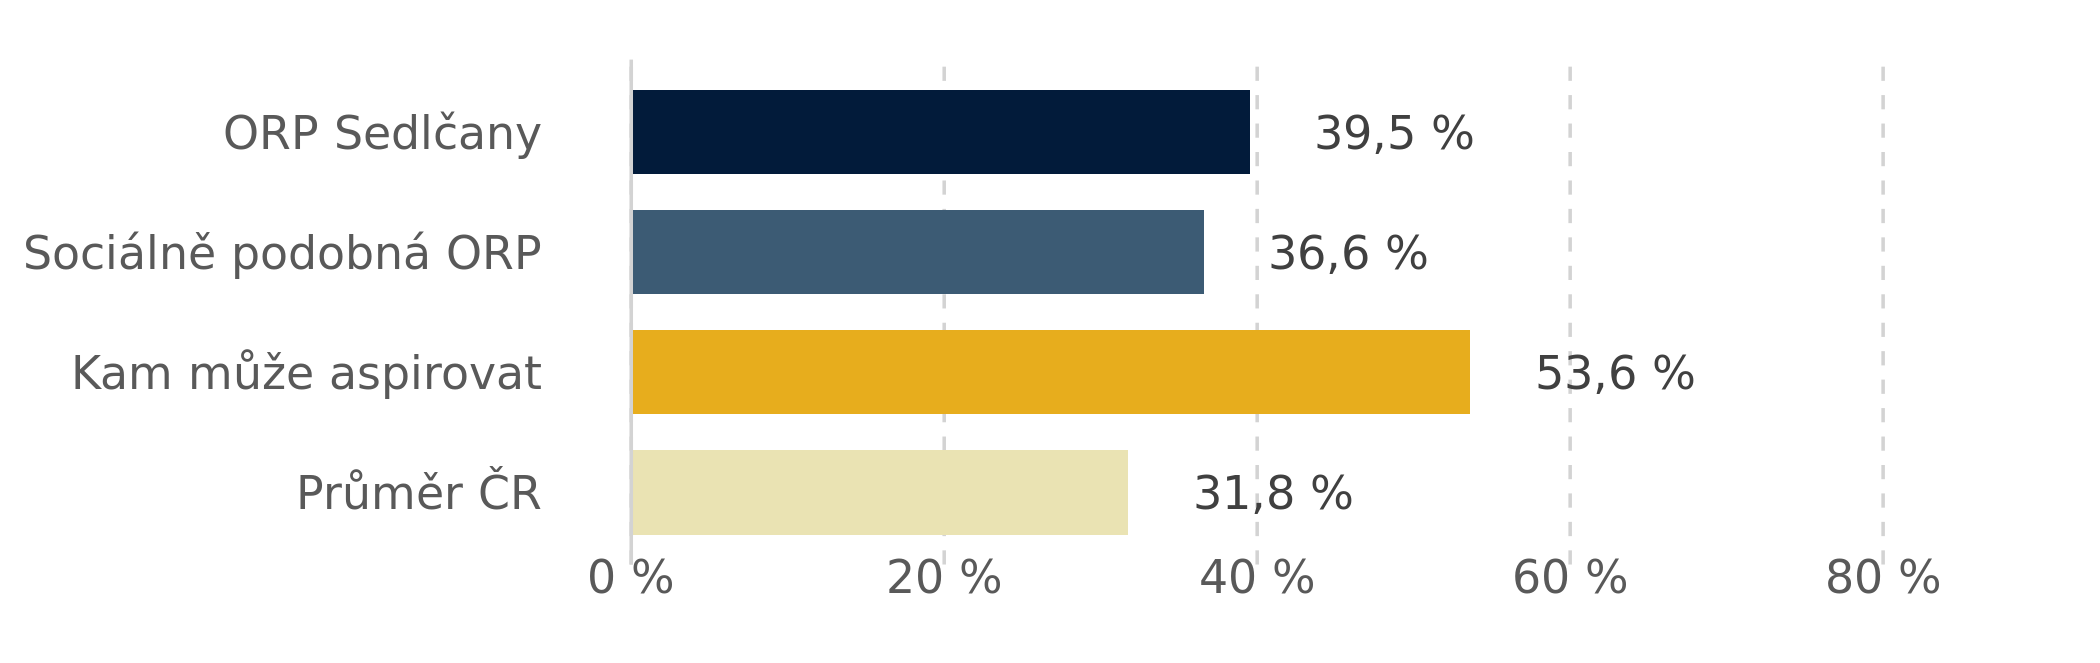 ORP Sedlčany
39,5 %
Sociálně podobná ORP
36,6 %
Kam může aspirovat
53,6 %
Průměr ČR
31,8 %
0 %
20 %
40 %
60 %
80 %